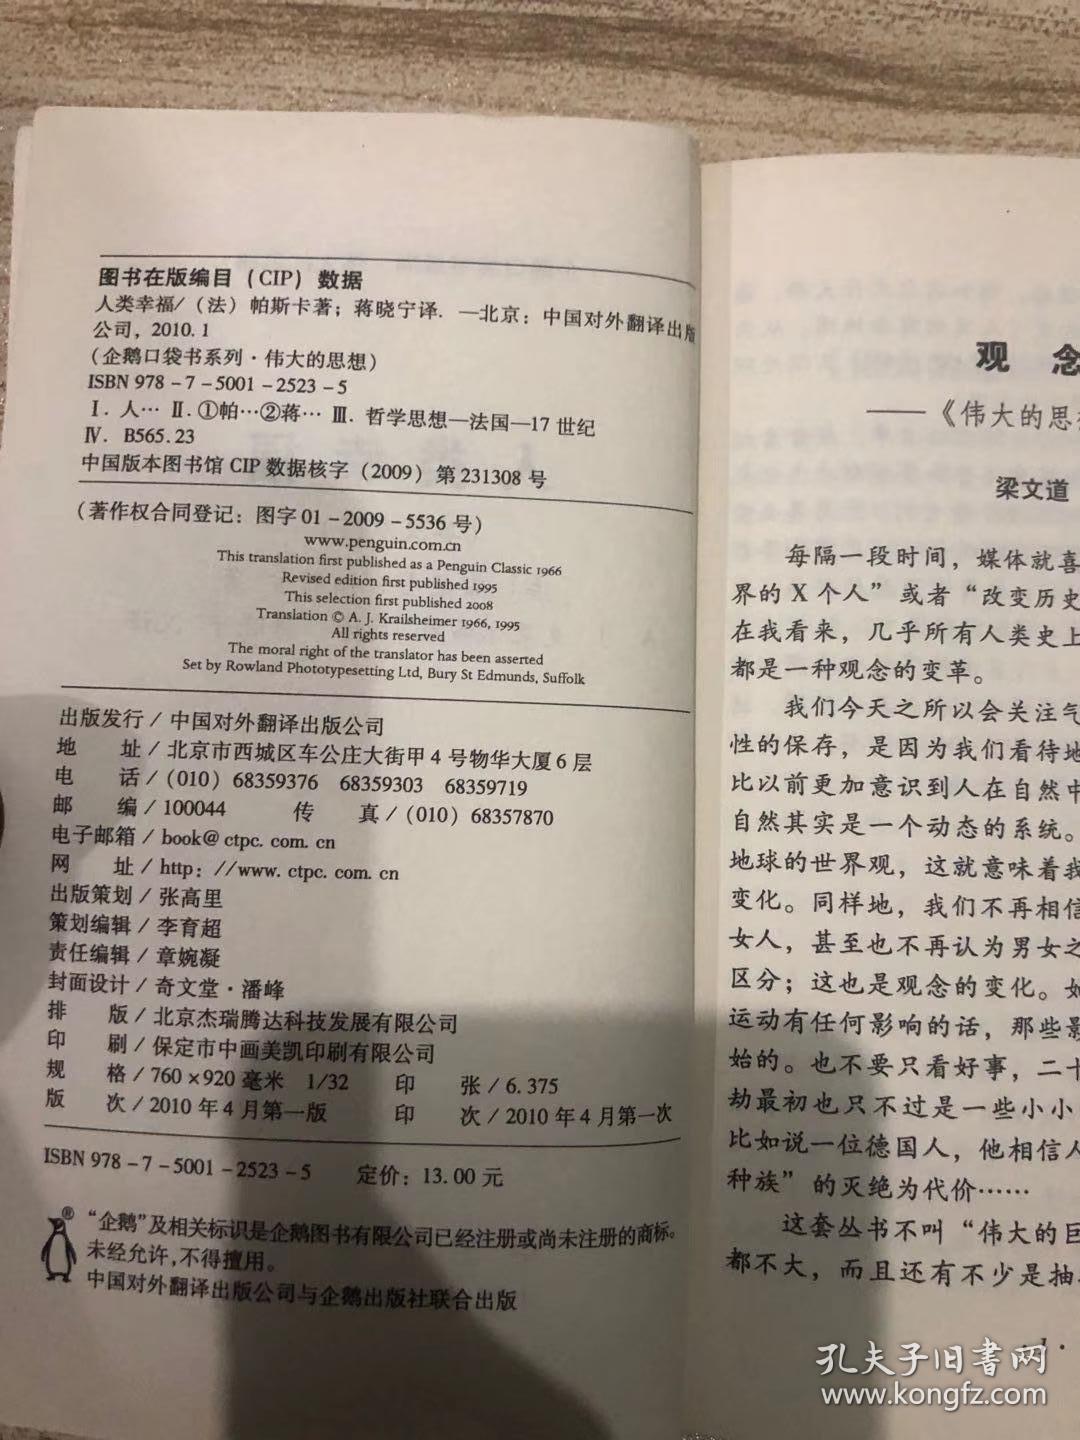 图书在版编目（CIP）数据
人类幸福/（法）帕斯卡著；蒋晓宁译. —北京：中国对外翻译出版
公司，2010.1
（企鹅口袋书系列·伟大的思想）
ISBN 978-7-5001-2523-5
Ⅰ. 人… Ⅱ. ①帕…②蒋… Ⅲ. 哲学思想—法国—17 世纪
Ⅳ. B565.23
中国版本图书馆 CIP 数据核字（2009）第 231308 号
（著作权合同登记：图字 01-2009-5536 号）
www.penguin.com.cn
This translation first published as a Penguin Classic 1966
Revised edition first published 1995
This selection first published 2008
Translation © A. J. Krailsheimer 1966, 1995
All rights reserved
The moral right of the translator has been asserted
Set by Rowland Phototypesetting Ltd, Bury St Edmunds, Suffolk
出版发行／中国对外翻译出版公司
地 址／北京市西城区车公庄大街甲 4 号物华大厦 6 层
电 话／(010) 68359376 68359303 68359719
邮 编／100044 传 真／(010) 68357870
电子邮箱／book@ctpc.com.cn
网 址／http: //www. ctpc. com. cn
出版策划／张高里
策划编辑／李育超
责任编辑／章婉凝
封面设计／奇文堂·潘峰
排 版／北京杰瑞腾达科技发展有限公司
印 刷／保定市中画美凯印刷有限公司
规 格／760×920 毫米 1/32 印 张／6.375
版 次／2010 年 4 月第一版 印 次／2010 年 4 月第一次
ISBN 978-7-5001-2523-5 定价：13.00 元
®
“企鹅”及相关标识是企鹅图书有限公司已经注册或尚未注册的商标。
未经允许，不得擅用。
中国对外翻译出版公司与企鹅出版社联合出版
观 念
——《伟大的思
梁文道
每隔一段时间，媒体就喜
界的 X 个人”或者“改变历史
在我看来，几乎所有人类史上
都是一种观念的变革。
我们今天之所以会关注气
性的保存，是因为我们看待地
比以前更加意识到人在自然中
自然其实是一个动态的系统。
地球的世界观，这就意味着我
变化。同样地，我们不再相信
女人，甚至也不再认为男女之
区分；这也是观念的变化。如
运动有任何影响的话，那些影
始的。也不要只看好事，二十
劫最初也只不过是一些小小
比如说一位德国人，他相信人
种族”的灭绝为代价……
这套丛书不叫“伟大的巨
都不大，而且还有不少是抽
· 1 ·
孔夫子旧书网
www.kongfz.com